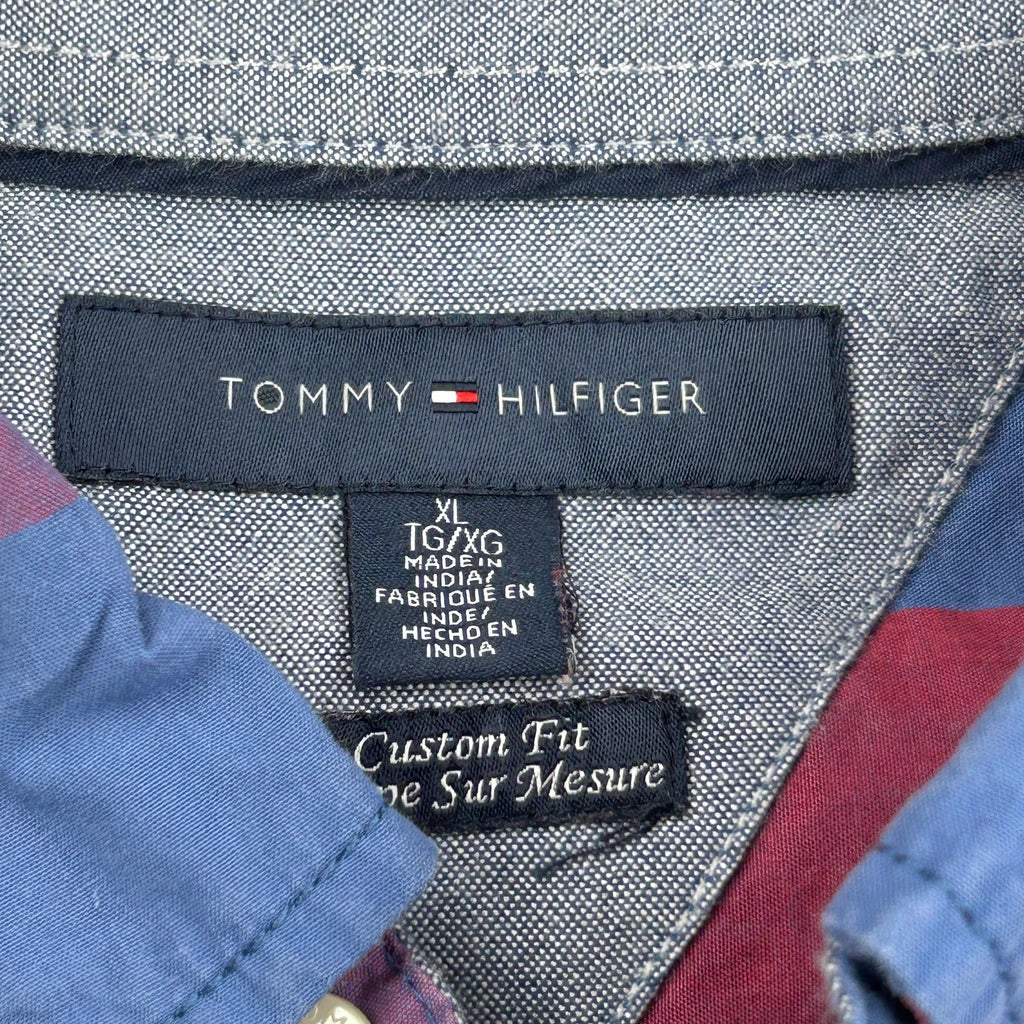 TOMMY HILFIGER
XL
TG/XG
MADE IN
INDIA/
FABRIQUÉ EN
INDE/
HECHO EN
INDIA
Custom Fit
Sur Mesure